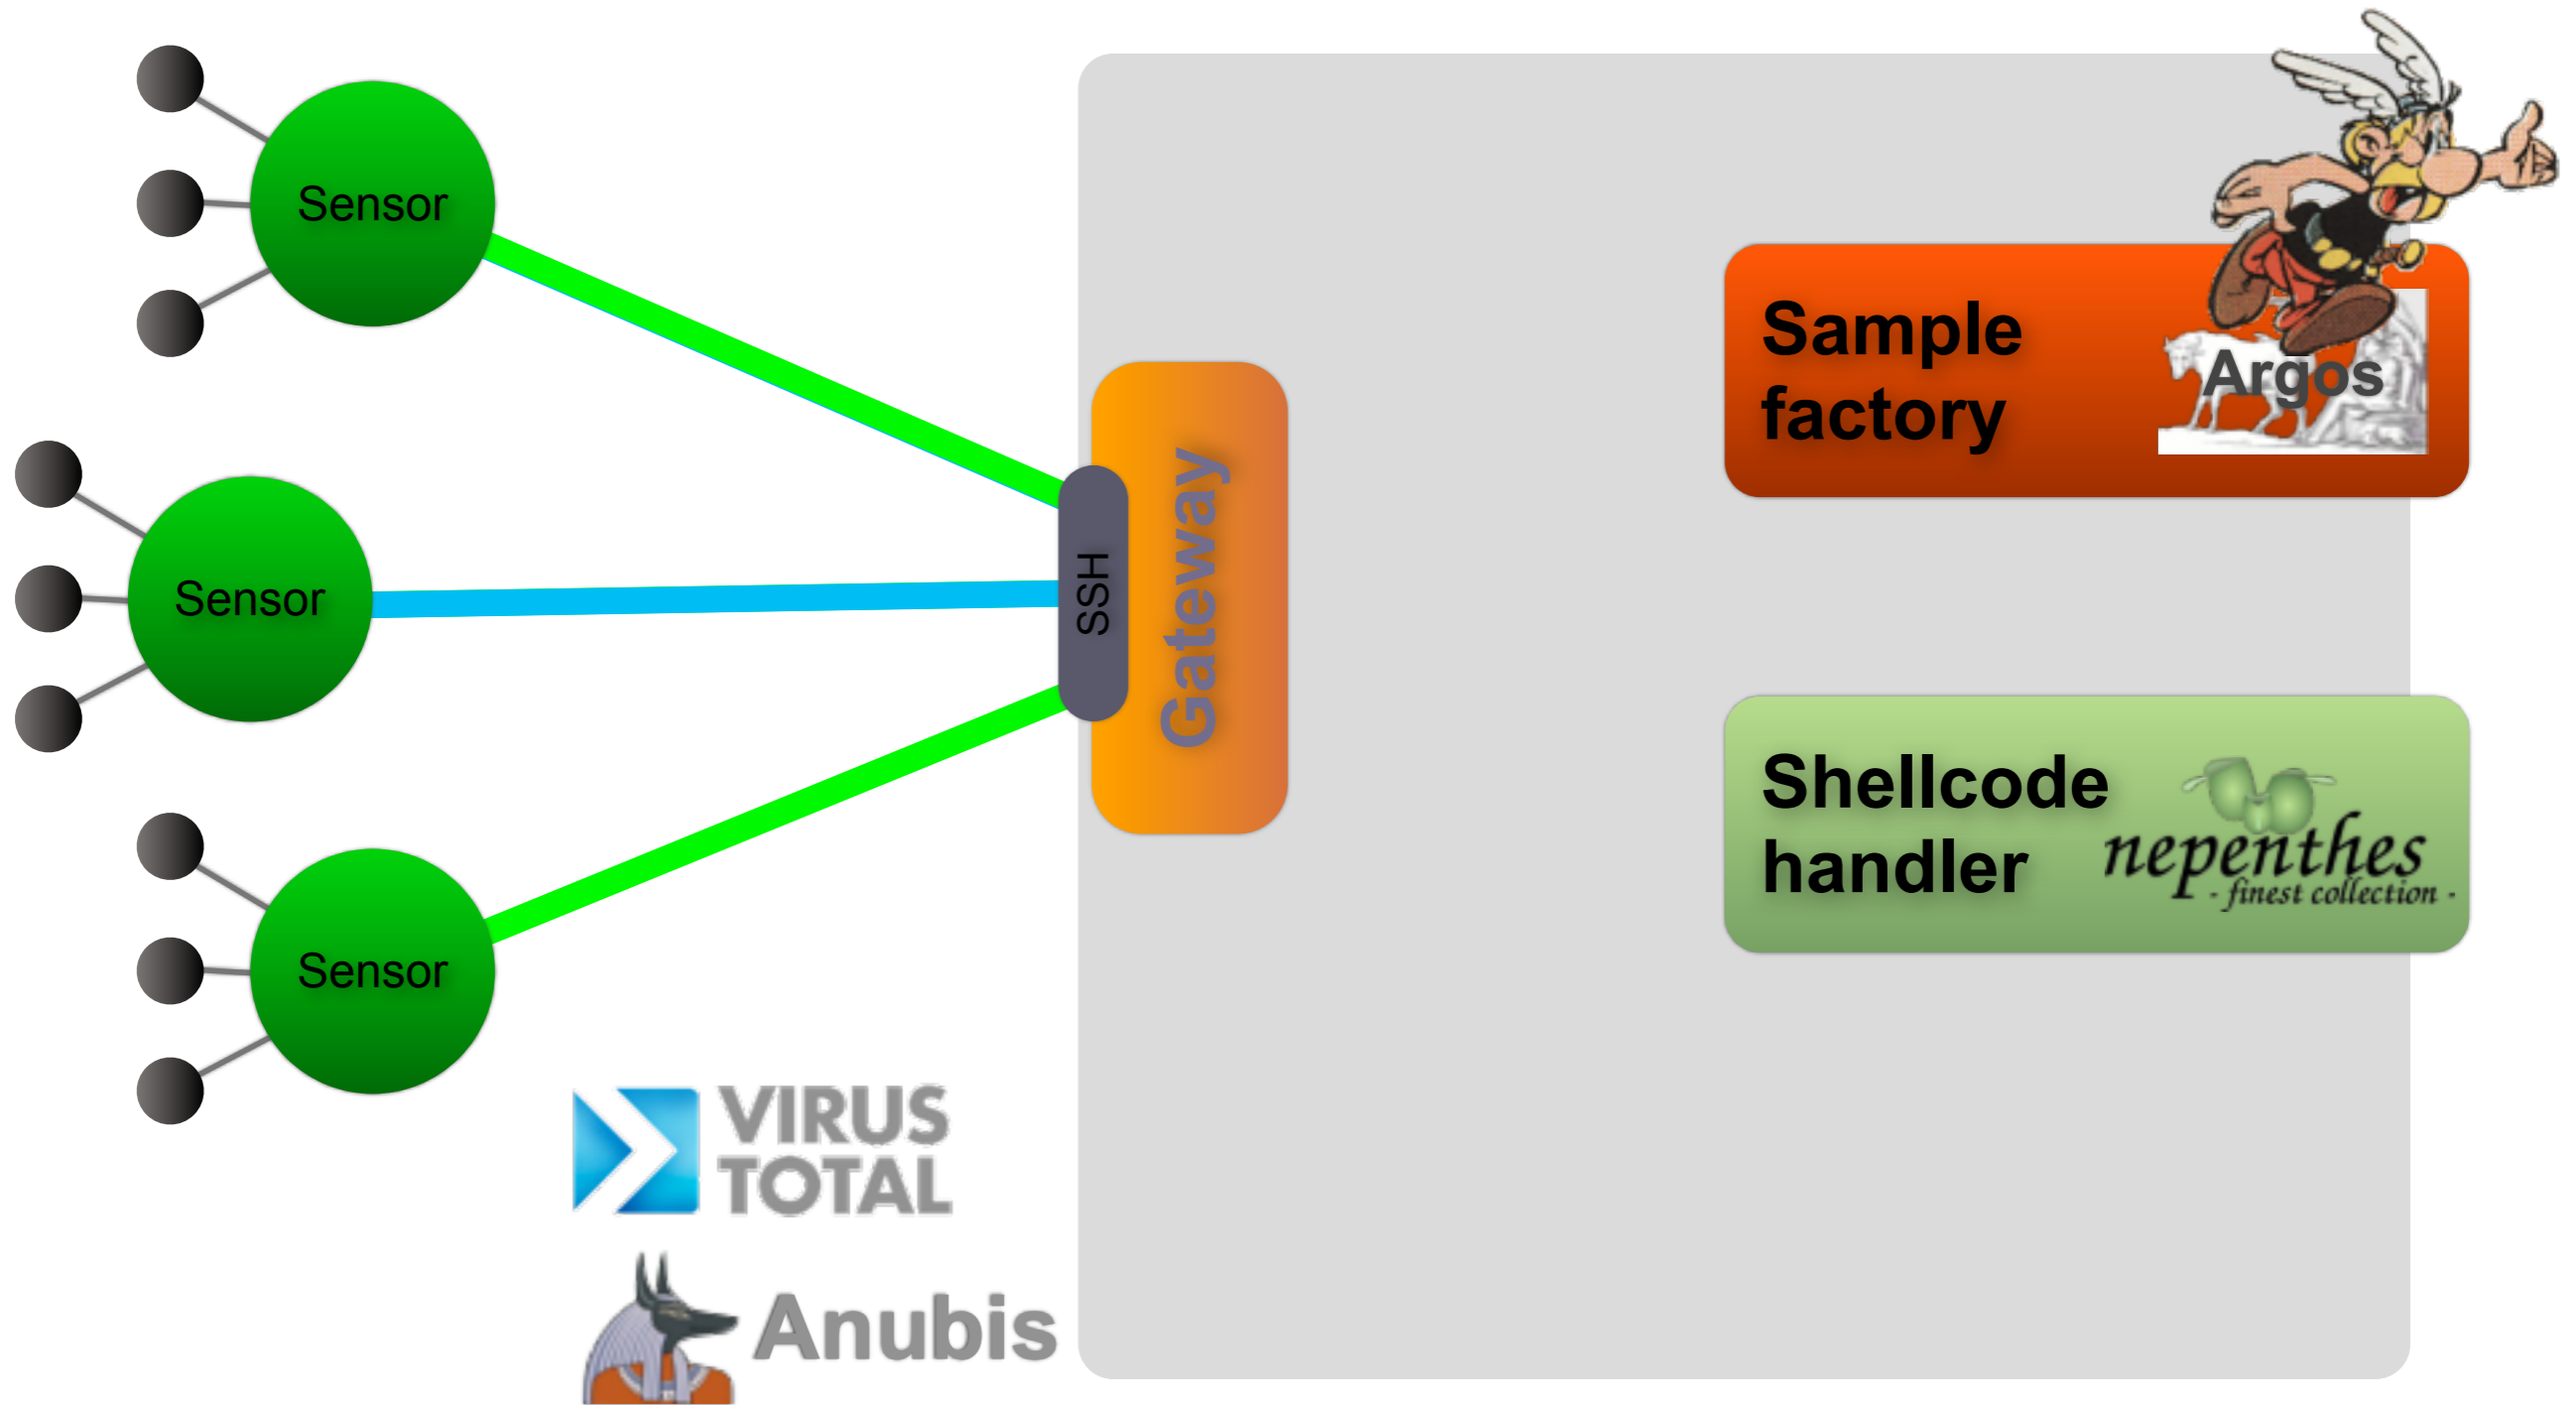 Sensor
Sensor
Sensor
SSH
Gateway
Sample
factory
Argos
Shellcode
handler
nepenthes
- finest collection -
VIRUS
TOTAL
Anubis